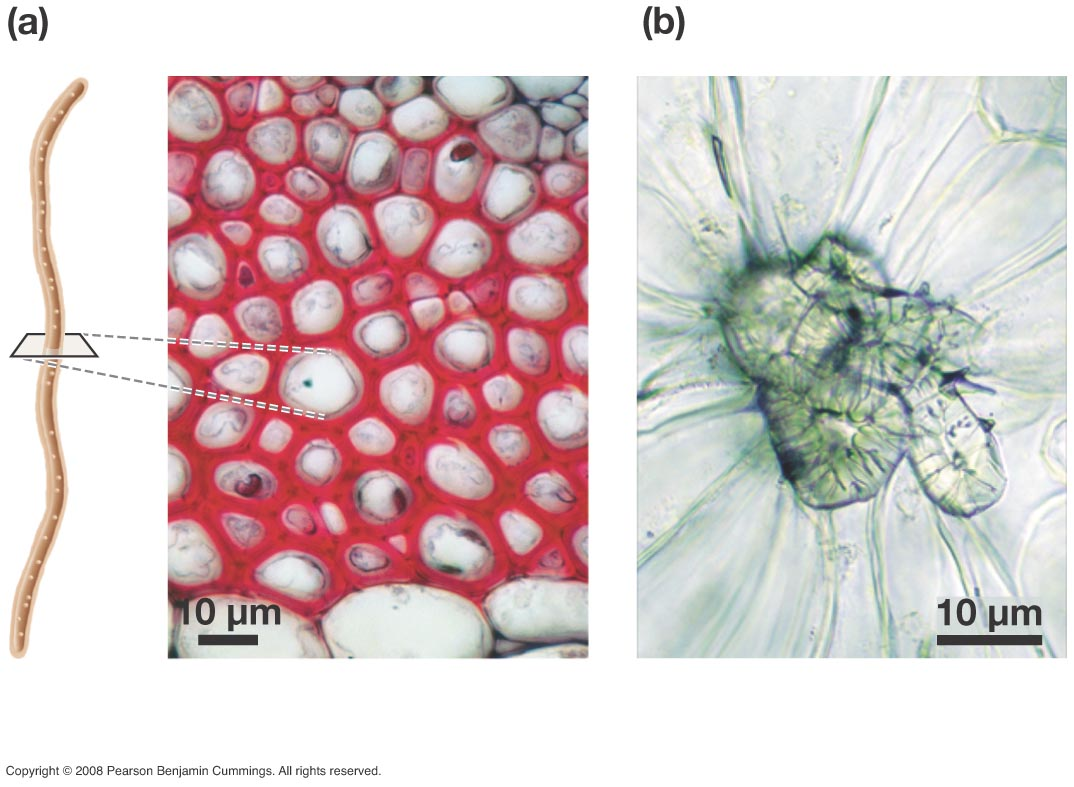 (a)
(b)
10 µm
10 µm
Copyright © 2008 Pearson Benjamin Cummings. All rights reserved.